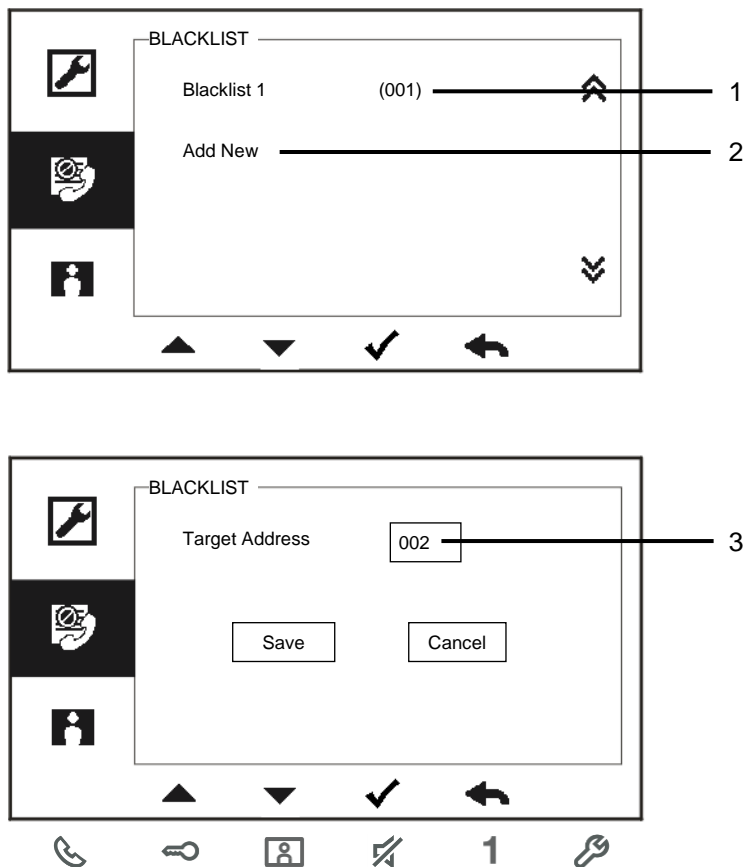 BLACKLIST
Blacklist 1 (001) 1
Add New 2
BLACKLIST
Target Address 002 3
Save Cancel
1